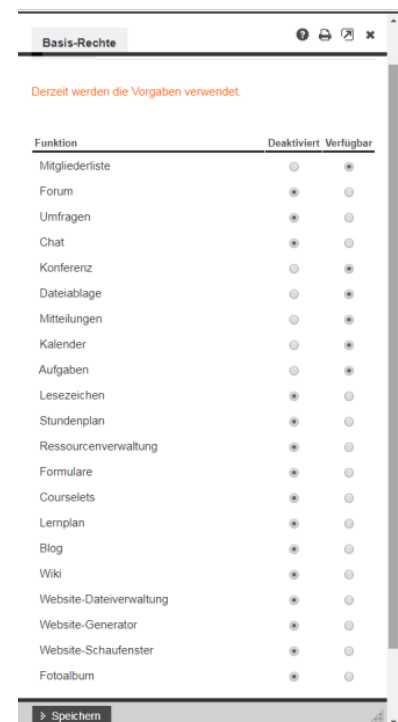 Basis-Rechte
Derzeit werden die Vorgaben verwendet.
Funktion Deaktiviert Verfügbar
Mitgliederliste
Forum
Umfragen
Chat
Konferenz
Dateiablage
Mitteilungen
Kalender
Aufgaben
Lesezeichen
Stundenplan
Ressourcenverwaltung
Formulare
Courselets
Lernplan
Blog
Wiki
Website-Dateiverwaltung
Website-Generator
Website-Schaufenster
Fotoalbum
Speichern